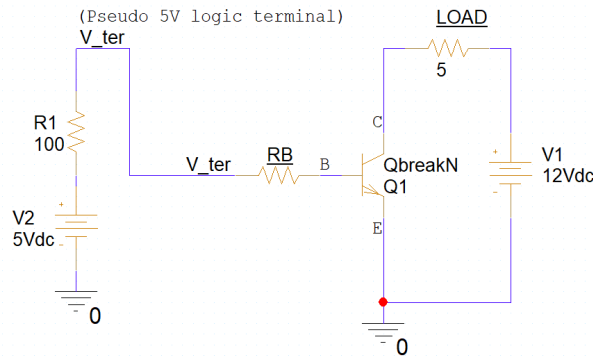 (Pseudo 5V logic terminal)
V_ter
LOAD
5
R1
100
C
V_ter
RB
B
QbreakN
Q1
V1
12Vdc
+
-
V2
5Vdc
+
-
E
0
0